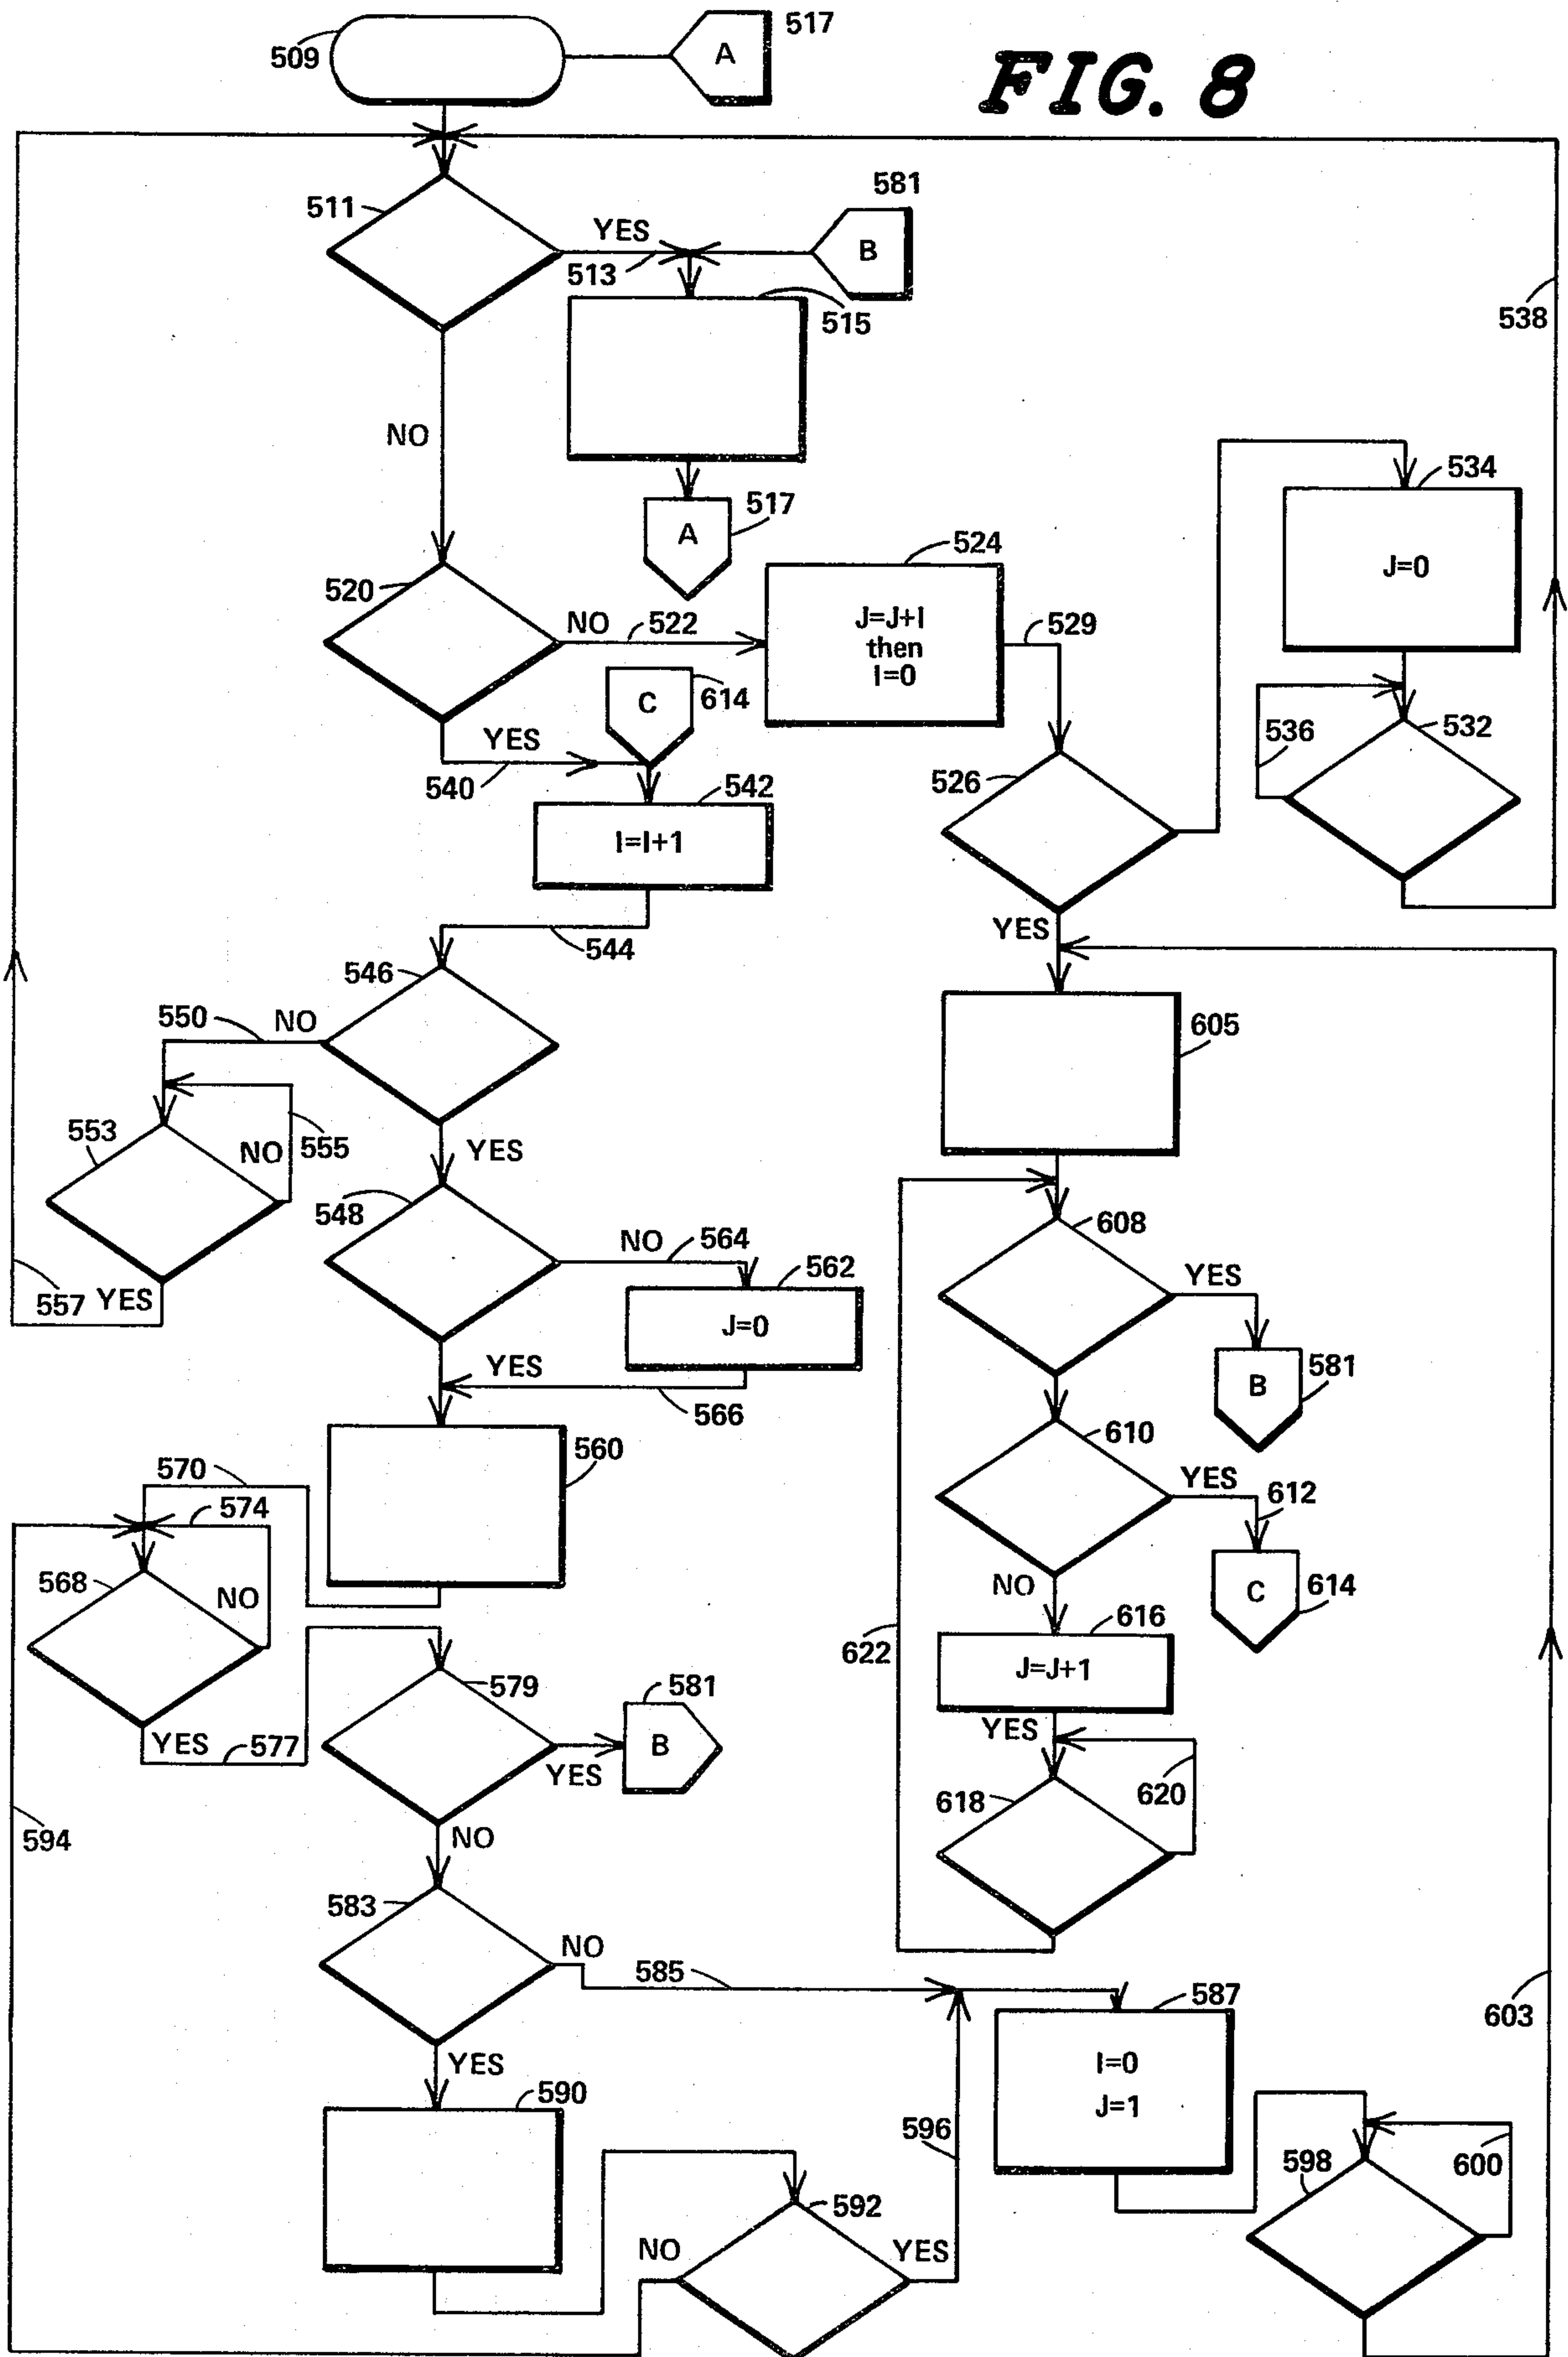 517
509
A
FIG. 8
581
511
YES
B
513
515
538
NO
534
517
A
524
J=0
520
NO
522
J=J+I
then
I=0
529
C
614
536
532
YES
540
542
526
I=I+1
544
YES
546
550
NO
605
553
NO
555
YES
548
608
NO
564
562
YES
557
YES
J=0
YES
B
581
566
560
610
570
YES
612
574
568
NO
NO
C
614
616
622
J=J+1
581
579
YES
YES
577
B
YES
620
618
594
NO
583
NO
585
587
603
YES
I=0
J=1
590
596
598
600
592
NO
YES